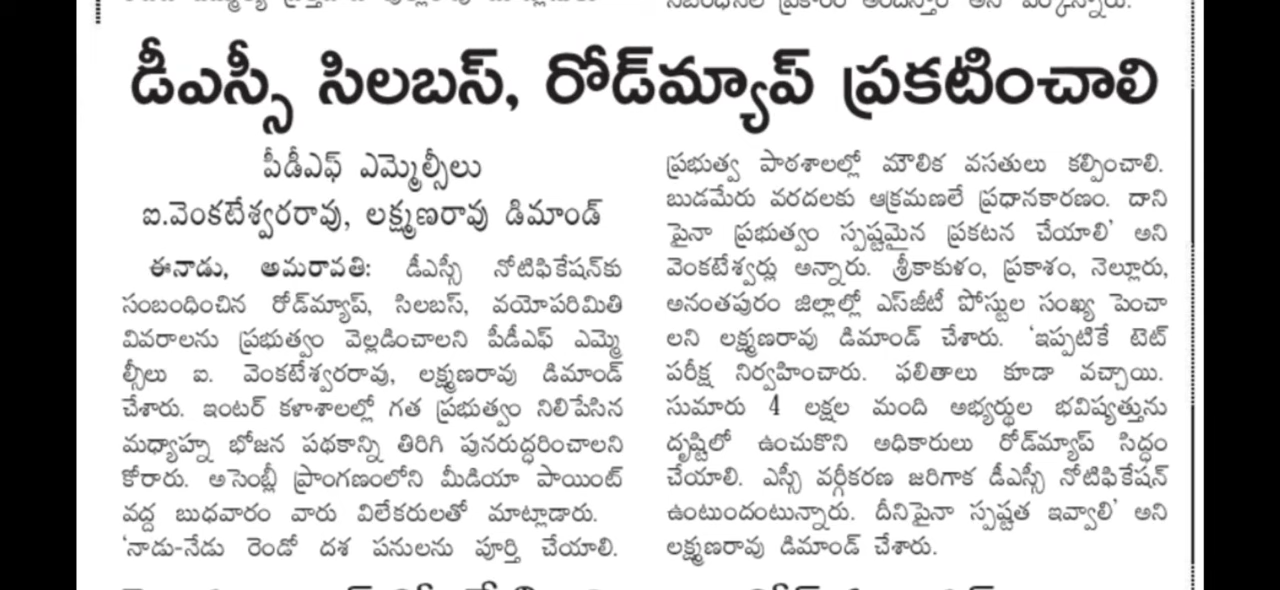 డీఎస్సీ సిలబస్, రోడ్‌మ్యాప్ ప్రకటించాలి
పీడీఎఫ్ ఎమ్మెల్సీలు
ఐ.వెంకటేశ్వరరావు, లక్ష్మణరావు డిమాండ్
ఈనాడు, అమరావతి: డీఎస్సీ నోటిఫికేషన్‌కు
సంబంధించిన రోడ్‌మ్యాప్, సిలబస్, వయోపరిమితి
వివరాలను ప్రభుత్వం వెల్లడించాలని పీడీఎఫ్ ఎమ్మె
ల్సీలు ఐ. వెంకటేశ్వరరావు, లక్ష్మణరావు డిమాండ్
చేశారు. ఇంటర్ కళాశాలల్లో గత ప్రభుత్వం నిలిపేసిన
మధ్యాహ్న భోజన పథకాన్ని తిరిగి పునరుద్ధరించాలని
కోరారు. అసెంబ్లీ ప్రాంగణంలోని మీడియా పాయింట్
వద్ద బుధవారం వారు విలేకరులతో మాట్లాడారు.
'నాడు-నేడు రెండో దశ పనులను పూర్తి చేయాలి.
ప్రభుత్వ పాఠశాలల్లో మౌలిక వసతులు కల్పించాలి.
బుడమేరు వరదలకు ఆక్రమణలే ప్రధానకారణం. దాని
పైనా ప్రభుత్వం స్పష్టమైన ప్రకటన చేయాలి' అని
వెంకటేశ్వర్లు అన్నారు. శ్రీకాకుళం, ప్రకాశం, నెల్లూరు,
అనంతపురం జిల్లాల్లో ఎస్‌జీటీ పోస్టుల సంఖ్య పెంచా
లని లక్ష్మణరావు డిమాండ్ చేశారు. 'ఇప్పటికే టెట్
పరీక్ష నిర్వహించారు. ఫలితాలు కూడా వచ్చాయి.
సుమారు 4 లక్షల మంది అభ్యర్థుల భవిష్యత్తును
దృష్టిలో ఉంచుకొని అధికారులు రోడ్‌మ్యాప్ సిద్ధం
చేయాలి. ఎస్సీ వర్గీకరణ జరిగాక డీఎస్సీ నోటిఫికేషన్
ఉంటుందంటున్నారు. దీనిపైనా స్పష్టత ఇవ్వాలి' అని
లక్ష్మణరావు డిమాండ్ చేశారు.